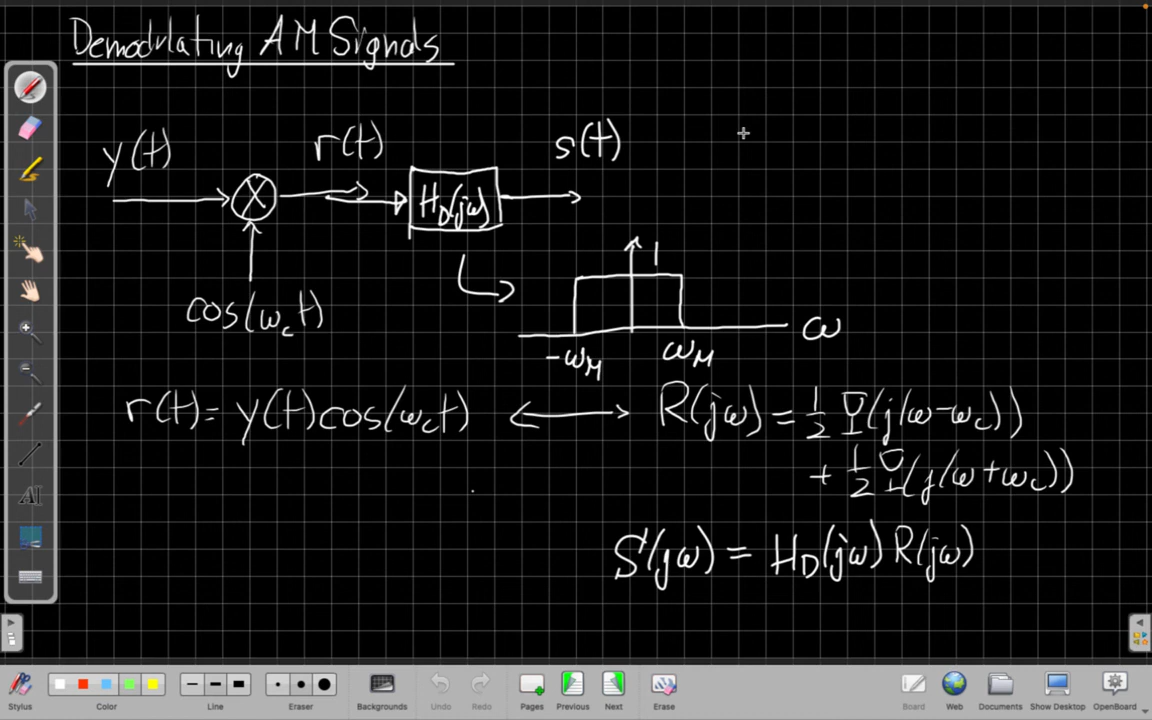 Demodulating AM Signals
y(t)
r(t)
s(t)
H_D(jω)
cos(ω_c t)
1
-ω_M
ω_M
ω
r(t) = y(t)cos(ω_c t) ⟷ R(jω) = 1/2 Y(j(ω-ω_c))
+ 1/2 Y(j(ω+ω_c))
S(jω) = H_D(jω) R(jω)
AI
Stylus
Color
Line
Eraser
Backgrounds
Undo
Redo
Pages
Previous
Next
Erase
Board
Web
Documents
Show Desktop
OpenBoard